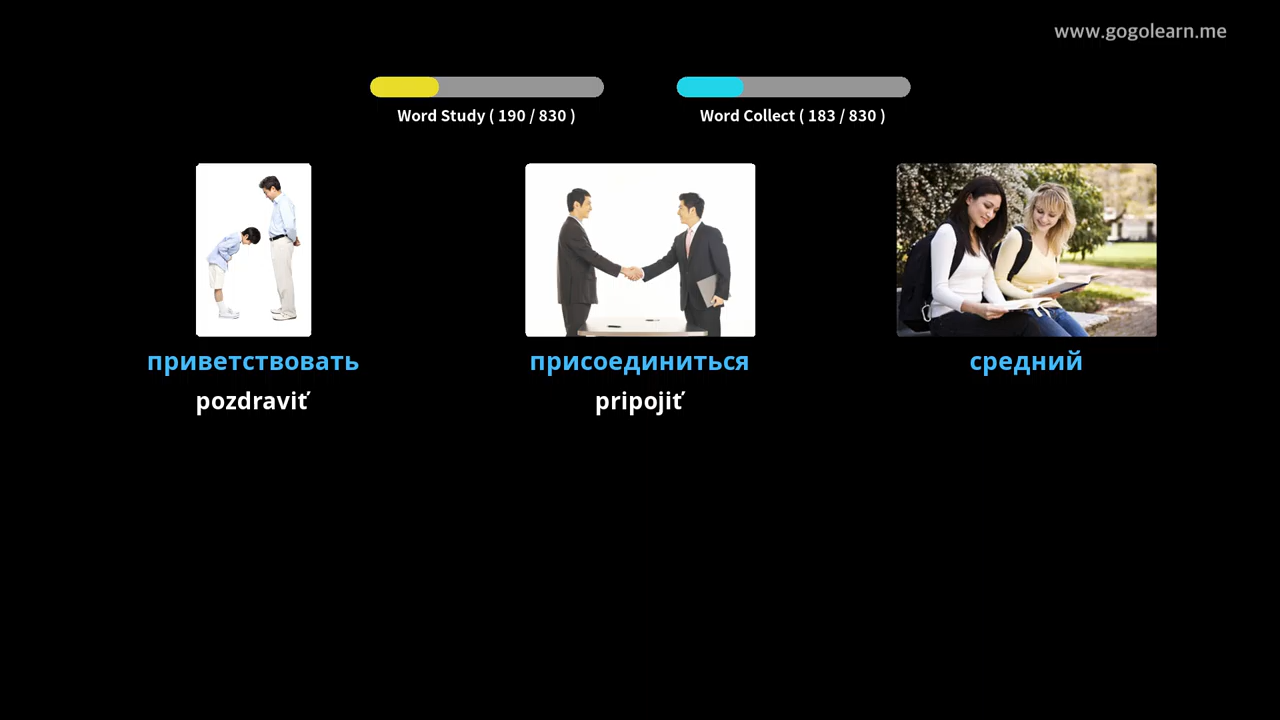 www.gogolearn.me
Word Study ( 190 / 830 )
Word Collect ( 183 / 830 )
приветствовать
присоединиться
средний
pozdraviť
pripojiť